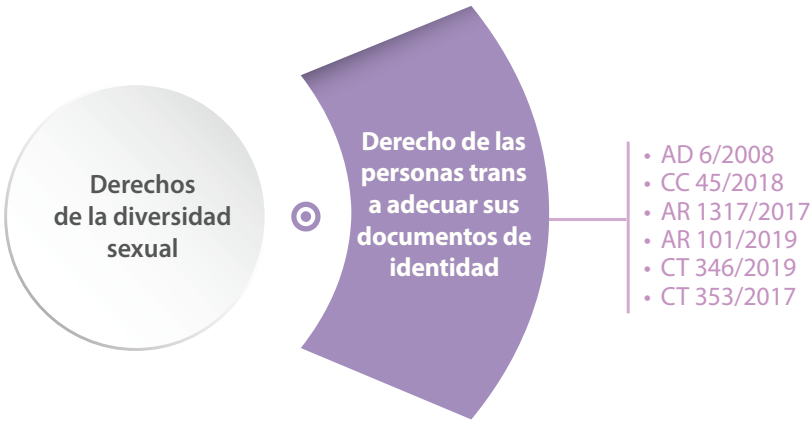 Derechos
de la diversidad
sexual
Derecho de las
personas trans
a adecuar sus
documentos de
identidad
• AD 6/2008
• CC 45/2018
• AR 1317/2017
• AR 101/2019
• CT 346/2019
• CT 353/2017